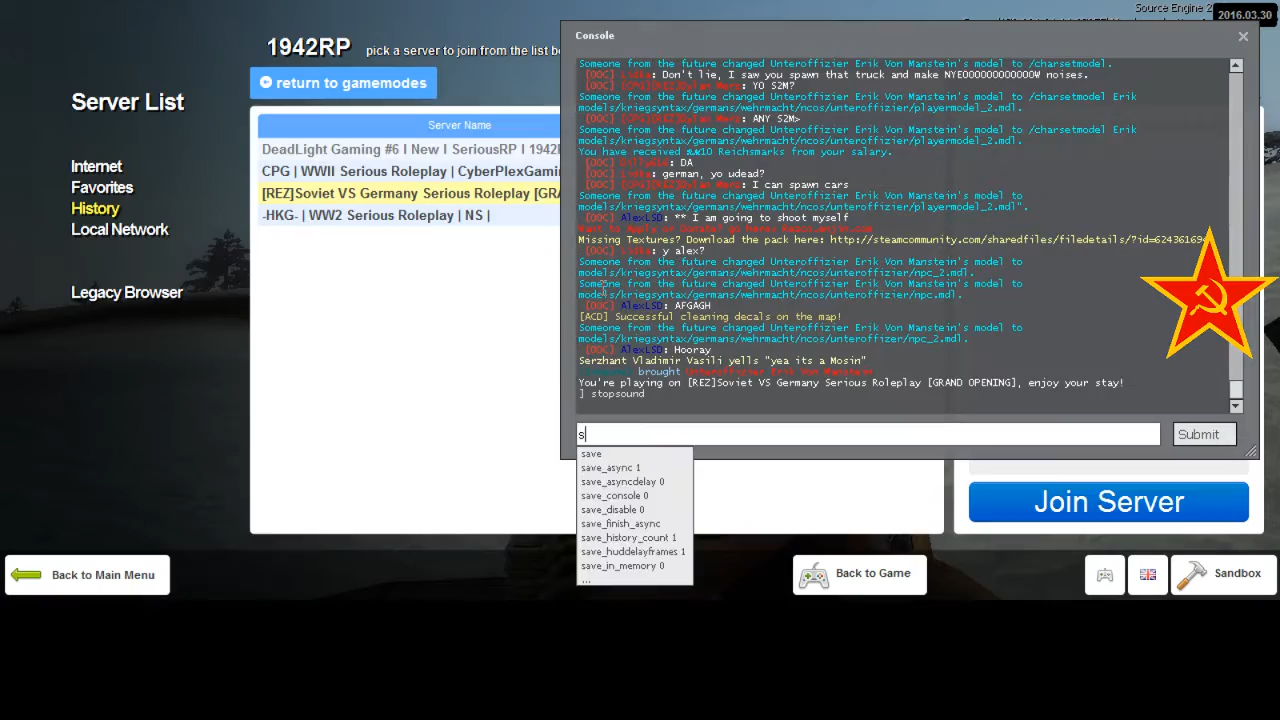 Source Engine 2
2016.03.30
1942RP pick a server to join from the list be
return to gamemodes
Server List
Internet
Favorites
History
Local Network
Legacy Browser
Server Name
DeadLight Gaming #6 | New | SeriousRP | 1942
CPG | WWII Serious Roleplay | CyberPlexGamin
[REZ]Soviet VS Germany Serious Roleplay [GRA
-HKG- | WW2 Serious Roleplay | NS |
Console
Someone from the future changed Unteroffizier Erik Von Manstein's model to /charsetmodel.
[OOC] Lidka: Don't lie, I saw you spawn that truck and make NYEOOOOOOOOOOW noises.
[OOC] [CPG][REZ]Dylan Merz: YO S2M?
Someone from the future changed Unteroffizier Erik Von Manstein's model to /charsetmodel Erik
models/kriegsyntax/germans/wehrmacht/ncos/unteroffizier/playermodel_2.mdl.
[OOC] [CPG][REZ]Dylan Merz: ANY S2M>
Someone from the future changed Unteroffizier Erik Von Manstein's model to /charsetmodel Erik
models/kriegsyntax/germans/wehrmacht/ncos/unteroffizier/playermodel_2.mdl.
You have received 10 Reichsmarks from your salary.
[OOC] DA
[OOC] Lidka: german, yo udead?
[OOC] [CPG][REZ]Dylan Merz: I can spawn cars
Someone from the future changed Unteroffizier Erik Von Manstein's model to
models/kriegsyntax/germans/wehrmacht/ncos/unteroffizier/playermodel_2.mdl".
[OOC] AlexLSD: ** I am going to shoot myself
Want to Apply or Donate? go here:
Missing Textures? Download the pack here: http://steamcommunity.com/sharedfiles/filedetails/?id=62436169
[OOC] Lidka: y alex?
Someone from the future changed Unteroffizier Erik Von Manstein's model to
models/kriegsyntax/germans/wehrmacht/ncos/unteroffizier/npc_2.mdl.
Someone from the future changed Unteroffizier Erik Von Manstein's model to
models/kriegsyntax/germans/wehrmacht/ncos/unteroffizier/npc.mdl.
[OOC] AlexLSD: AFGAGH
[ACD] Successful cleaning decals on the map!
Someone from the future changed Unteroffizier Erik Von Manstein's model to
models/kriegsyntax/germans/wehrmacht/ncos/unteroffizier/npc_2.mdl.
[OOC] AlexLSD: Hooray
Serzhant Vladimir Vasili yells "yea its a Mosin"
brought Unteroffizier Erik Von Manstein
You're playing on [REZ]Soviet VS Germany Serious Roleplay [GRAND OPENING], enjoy your stay!
] stopsound
s
Submit
save
save_async 1
save_asyncdelay 0
save_console 0
save_disable 0
save_finish_async
save_history_count 1
save_huddelayframes 1
save_in_memory 0
...
Join Server
Back to Main Menu
Back to Game
Sandbox